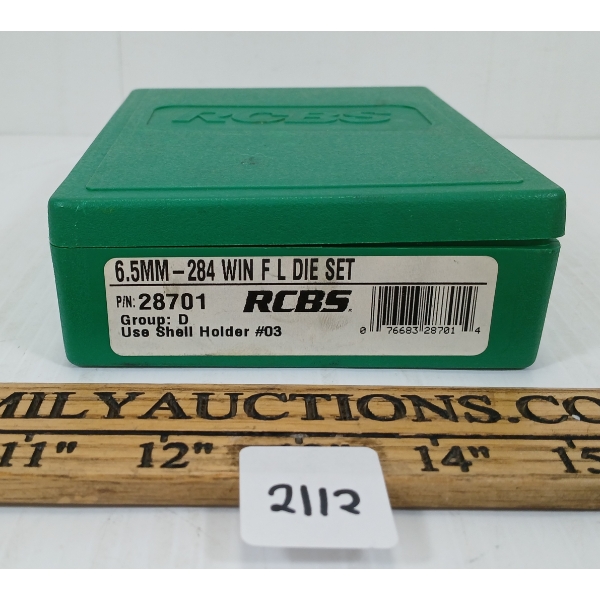 RCBS
6.5MM-284 WIN F L DIE SET
P/N: 28701 RCBS
Group: D
Use Shell Holder #03
0 76683 28701 4
MILYAUCTIONS.CO
11" 12" 14" 15
2112